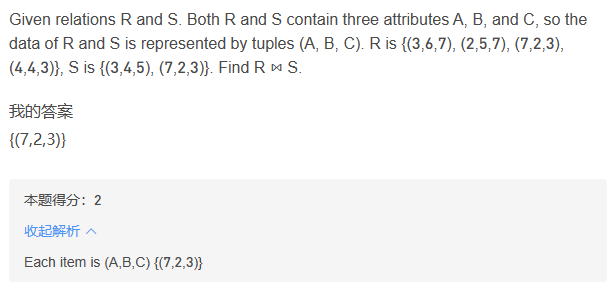 Given relations R and S. Both R and S contain three attributes A, B, and C, so the
data of R and S is represented by tuples (A, B, C). R is {(3,6,7), (2,5,7), (7,2,3),
(4,4,3)}, S is {(3,4,5), (7,2,3)}. Find R ⋈ S.
我的答案
{(7,2,3)}
本题得分：2
收起解析 ︿
Each item is (A,B,C) {(7,2,3)}